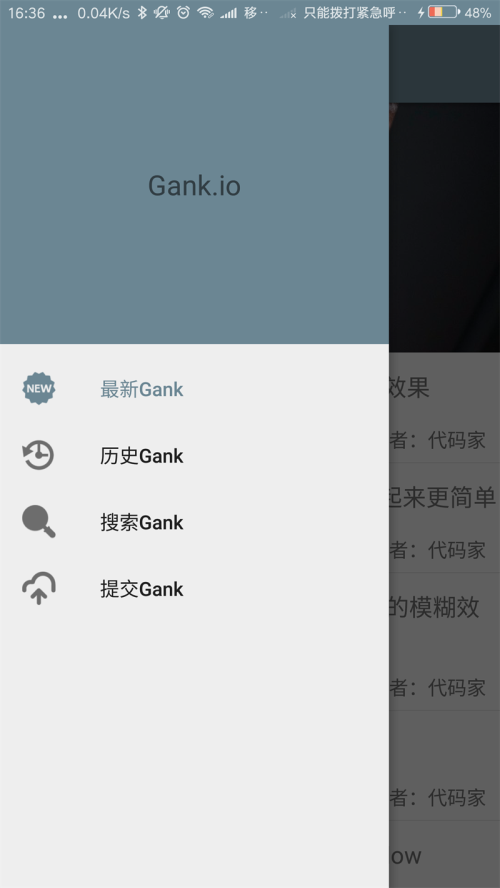 16:36 ... 0.04K/s 移·· 只能拨打紧急呼·· 48%
Gank.io
NEW 最新Gank
历史Gank
搜索Gank
提交Gank
效果
者：代码家
起来更简单
者：代码家
的模糊效
者：代码家
者：代码家
ow